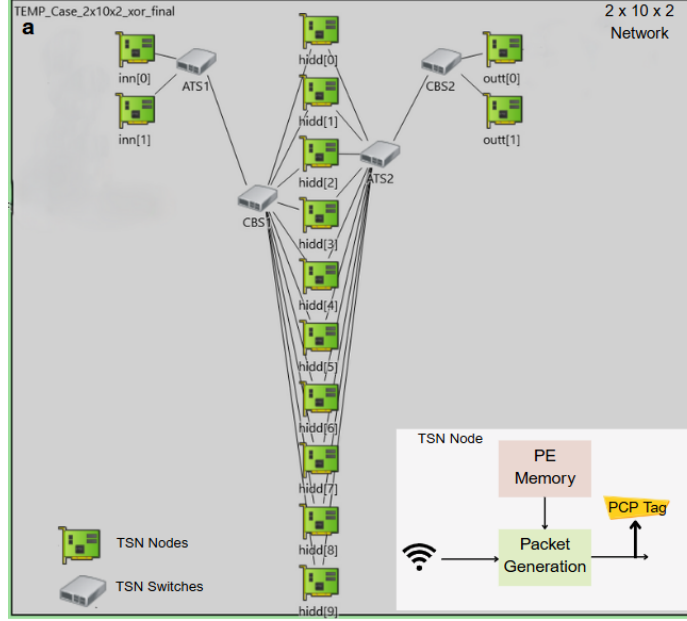 TEMP_Case_2x10x2_xor_final
a
2 x 10 x 2
Network
inn[0]
inn[1]
ATS1
CBS1
hidd[0]
hidd[1]
hidd[2]
hidd[3]
hidd[4]
hidd[5]
hidd[6]
hidd[7]
hidd[8]
hidd[9]
ATS2
CBS2
outt[0]
outt[1]
TSN Nodes
TSN Switches
TSN Node
PE
Memory
PCP Tag
Packet
Generation